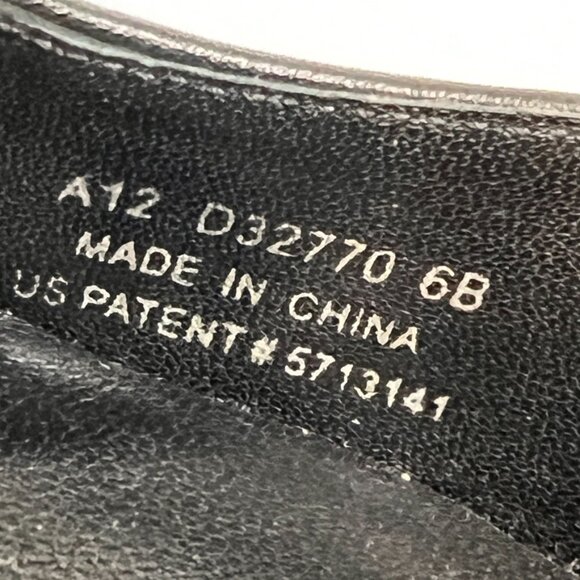 A12 D32770 6B
MADE IN CHINA
US PATENT # 5713141